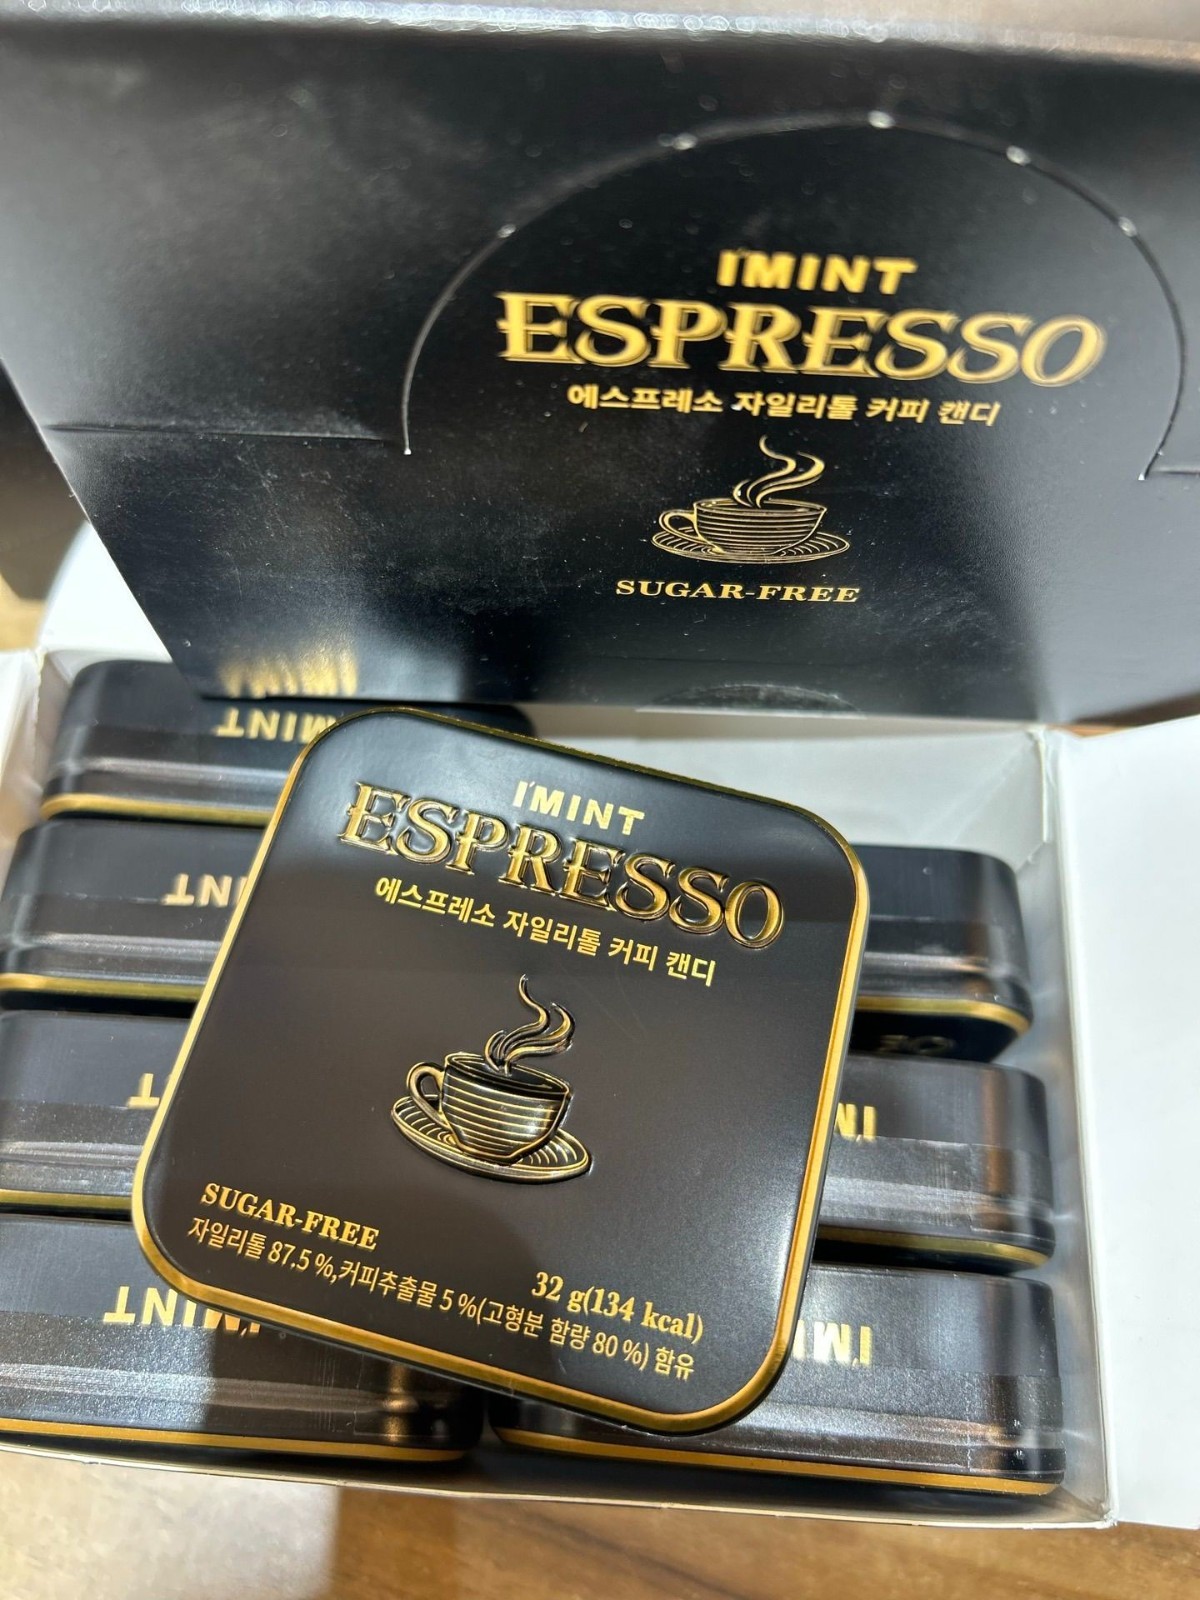 I'MINT
ESPRESSO
에스프레소 자일리톨 커피 캔디
SUGAR-FREE
I'MINT
ESPRESSO
에스프레소 자일리톨 커피 캔디
SUGAR-FREE
32 g(134 kcal)
자일리톨 87.5 %,커피추출물 5 %(고형분 함량 80 %) 함유
I'MINT